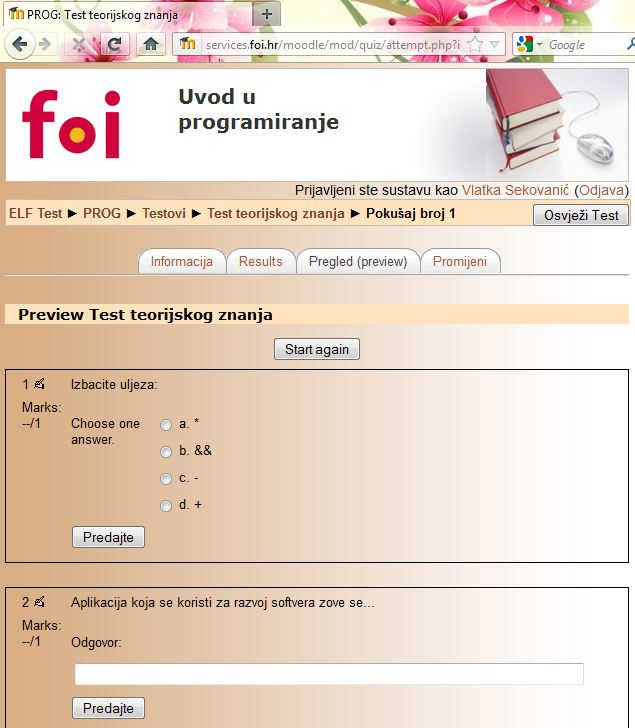 PROG: Test teorijskog znanja
services.foi.hr/moodle/mod/quiz/attempt.php?i
Google
foi
Uvod u
programiranje
Prijavljeni ste sustavu kao Vlatka Sekovanić (Odjava)
ELF Test ► PROG ► Testovi ► Test teorijskog znanja ► Pokušaj broj 1
Osvježi Test
Informacija Results Pregled (preview) Promijeni
Preview Test teorijskog znanja
Start again
1 Izbacite uljeza:
Marks:
--/1
Choose one
answer.
a. *
b. &&
c. -
d. +
Predajte
2 Aplikacija koja se koristi za razvoj softvera zove se...
Marks:
--/1
Odgovor:
Predajte